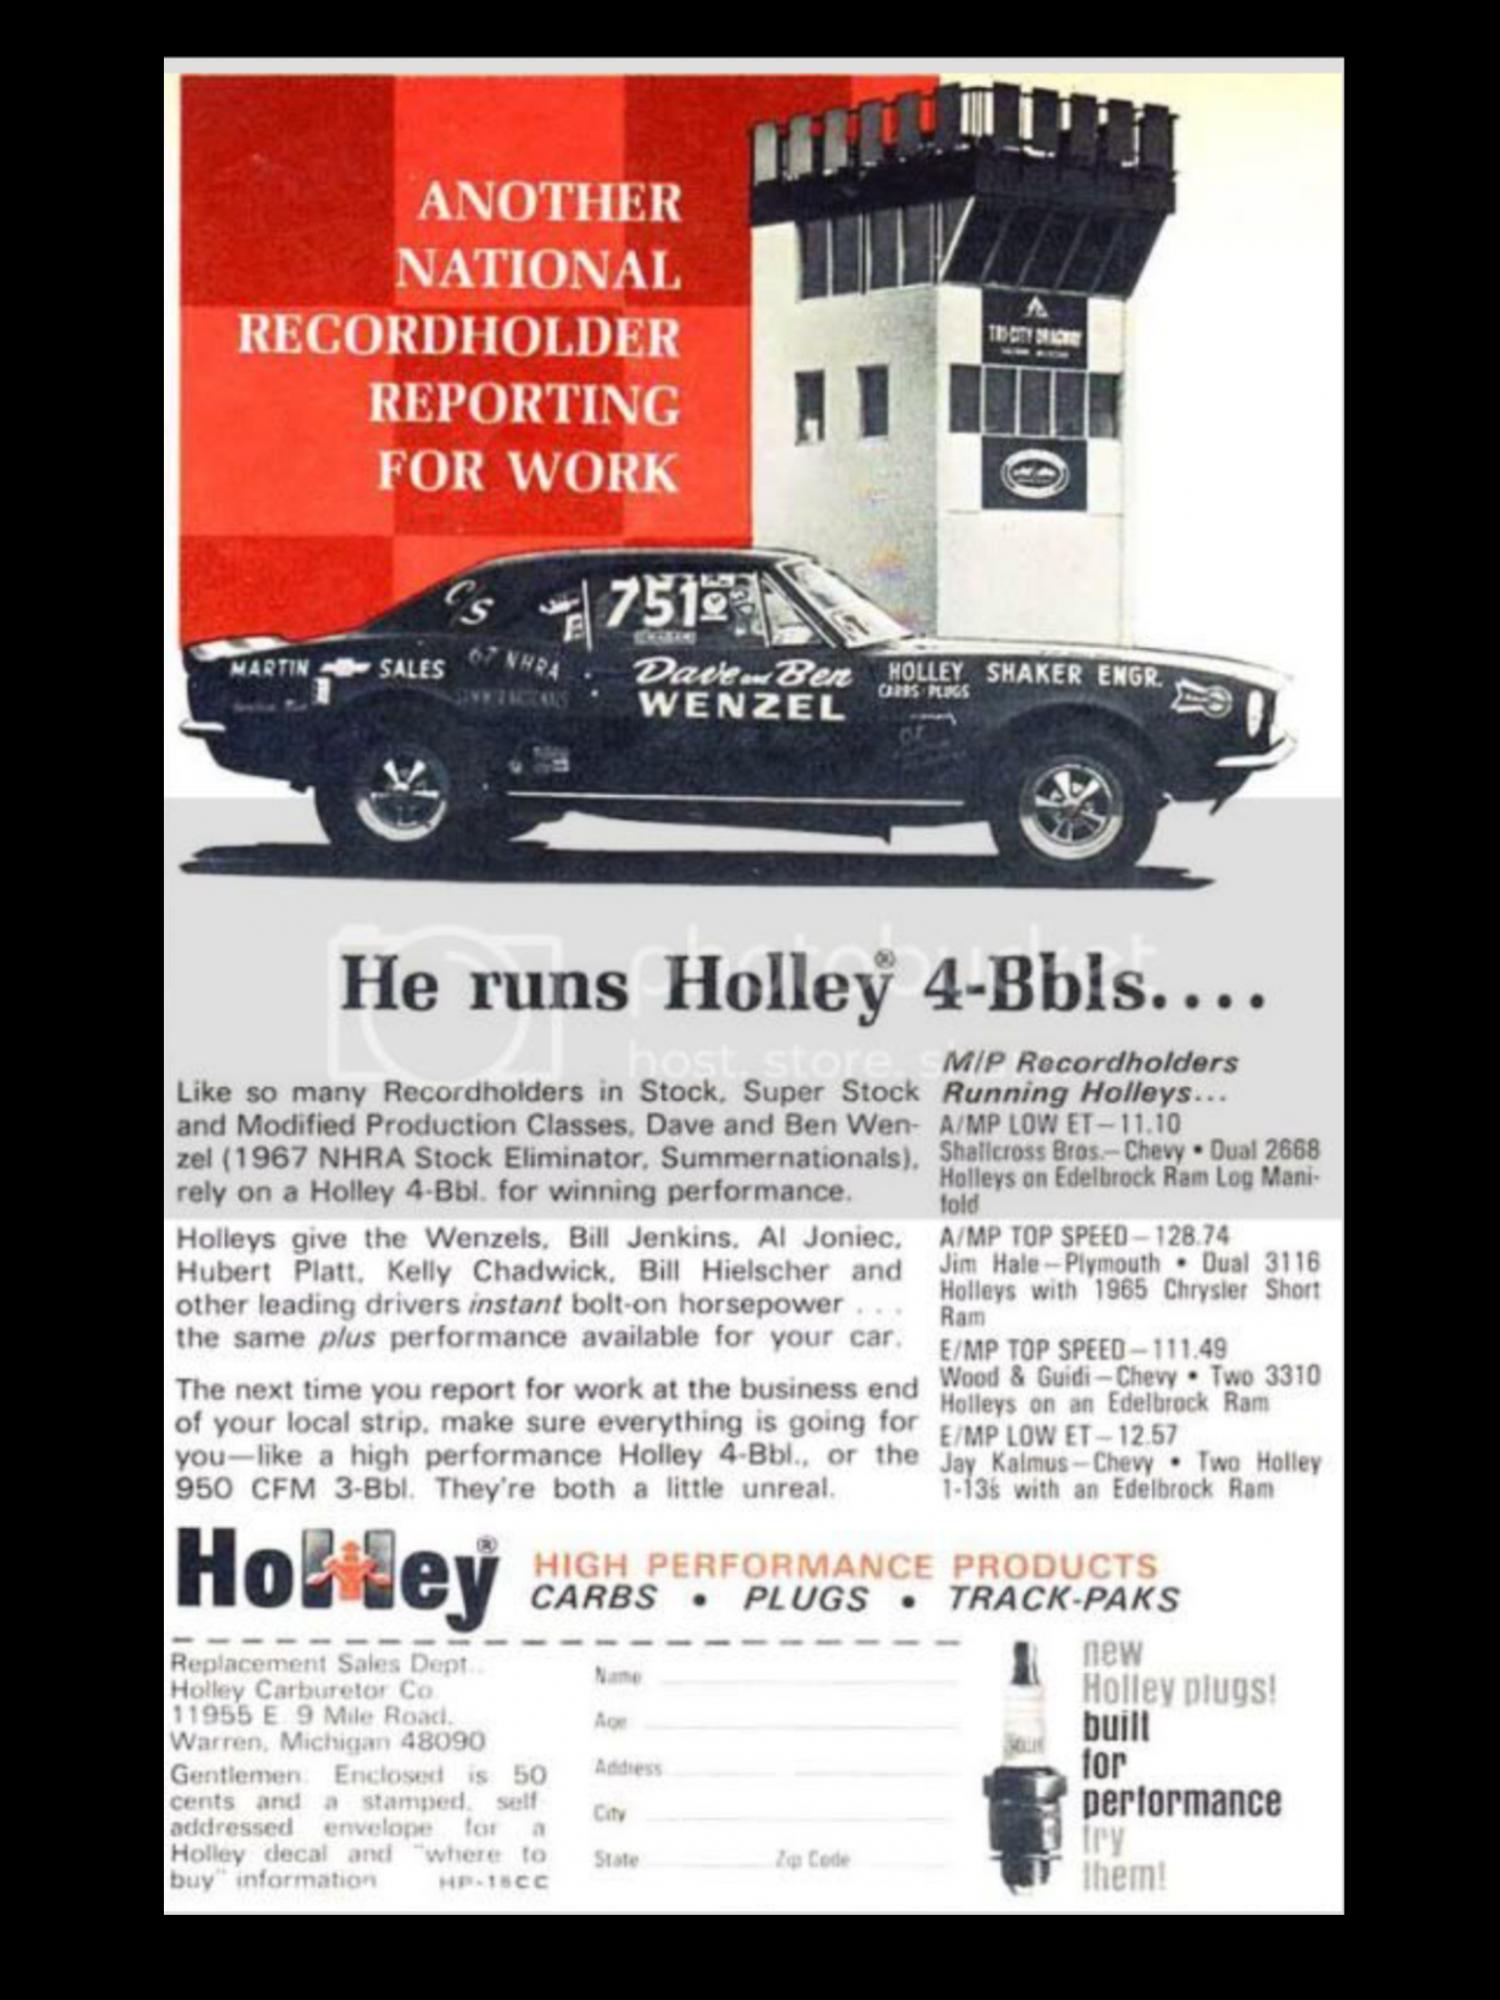 ANOTHER
NATIONAL
RECORDHOLDER
REPORTING
FOR WORK
TRI-CITY DRAGWAY
C/S
751
MARTIN SALES
67 NHRA
Dave and Ben
WENZEL
HOLLEY
CARBS·PLUGS
SHAKER ENGR.
photobucket
host. store.
He runs Holley® 4-Bbls....
Like so many Recordholders in Stock, Super Stock
and Modified Production Classes, Dave and Ben Wen-
zel (1967 NHRA Stock Eliminator, Summernationals),
rely on a Holley 4-Bbl. for winning performance.
Holleys give the Wenzels, Bill Jenkins, Al Joniec,
Hubert Platt, Kelly Chadwick, Bill Hielscher and
other leading drivers instant bolt-on horsepower ...
the same plus performance available for your car.
The next time you report for work at the business end
of your local strip, make sure everything is going for
you—like a high performance Holley 4-Bbl., or the
950 CFM 3-Bbl. They're both a little unreal.
M/P Recordholders
Running Holleys...
A/MP LOW ET—11.10
Shallcross Bros.—Chevy • Dual 2668
Holleys on Edelbrock Ram Log Mani-
fold
A/MP TOP SPEED—128.74
Jim Hale—Plymouth • Dual 3116
Holleys with 1965 Chrysler Short
Ram
E/MP TOP SPEED—111.49
Wood & Guidi—Chevy • Two 3310
Holleys on an Edelbrock Ram
E/MP LOW ET—12.57
Jay Kalmus—Chevy • Two Holley
1-13s with an Edelbrock Ram
Holley®
HIGH PERFORMANCE PRODUCTS
CARBS • PLUGS • TRACK-PAKS
Replacement Sales Dept.
Holley Carburetor Co.
11955 E. 9 Mile Road,
Warren, Michigan 48090
Gentlemen: Enclosed is 50
cents and a stamped, self-
addressed envelope for a
Holley decal and "where to
buy" information HP-18CC
Name
Age
Address
City
State Zip Code
new
Holley plugs!
built
for
performance
try
them!